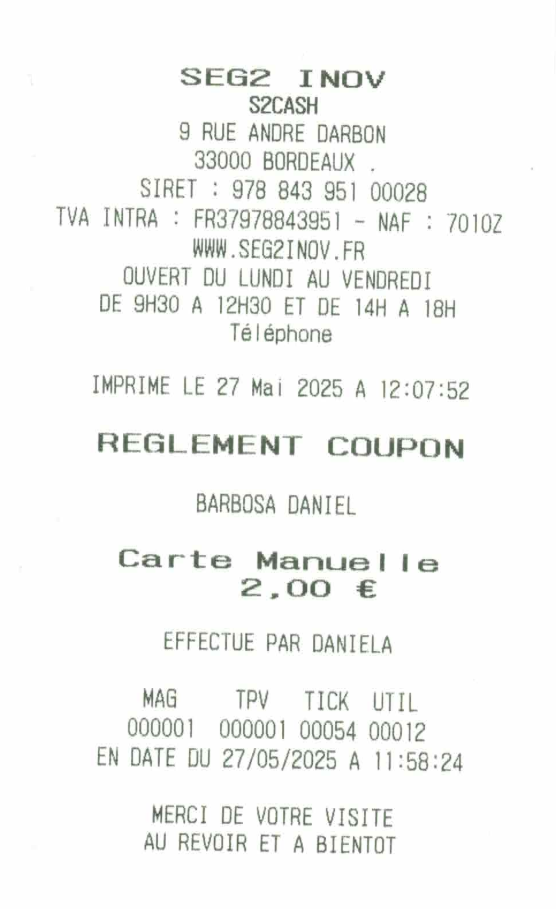 SEG2 INOV
S2CASH
9 RUE ANDRE DARBON
33000 BORDEAUX .
SIRET : 978 843 951 00028
TVA INTRA : FR37978843951 - NAF : 7010Z
WWW.SEG2INOV.FR
OUVERT DU LUNDI AU VENDREDI
DE 9H30 A 12H30 ET DE 14H A 18H
Téléphone
IMPRIME LE 27 Mai 2025 A 12:07:52
REGLEMENT COUPON
BARBOSA DANIEL
Carte Manuelle
2,00 €
EFFECTUE PAR DANIELA
MAG TPV TICK UTIL
000001 000001 00054 00012
EN DATE DU 27/05/2025 A 11:58:24
MERCI DE VOTRE VISITE
AU REVOIR ET A BIENTOT